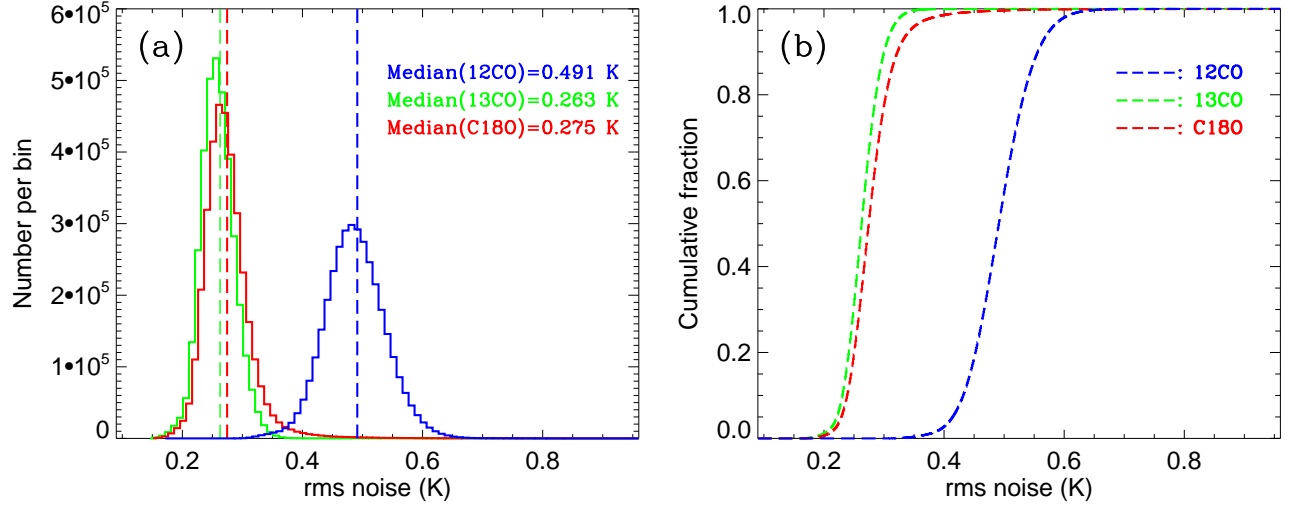 (a)
Median(12CO)=0.491 K
Median(13CO)=0.263 K
Median(C18O)=0.275 K
6•10⁵
5•10⁵
4•10⁵
3•10⁵
2•10⁵
1•10⁵
0
Number per bin
0.2 0.4 0.6 0.8
rms noise (K)
(b)
-----: 12CO
-----: 13CO
-----: C18O
1.0
0.8
0.6
0.4
0.2
0.0
Cumulative fraction
0.2 0.4 0.6 0.8
rms noise (K)